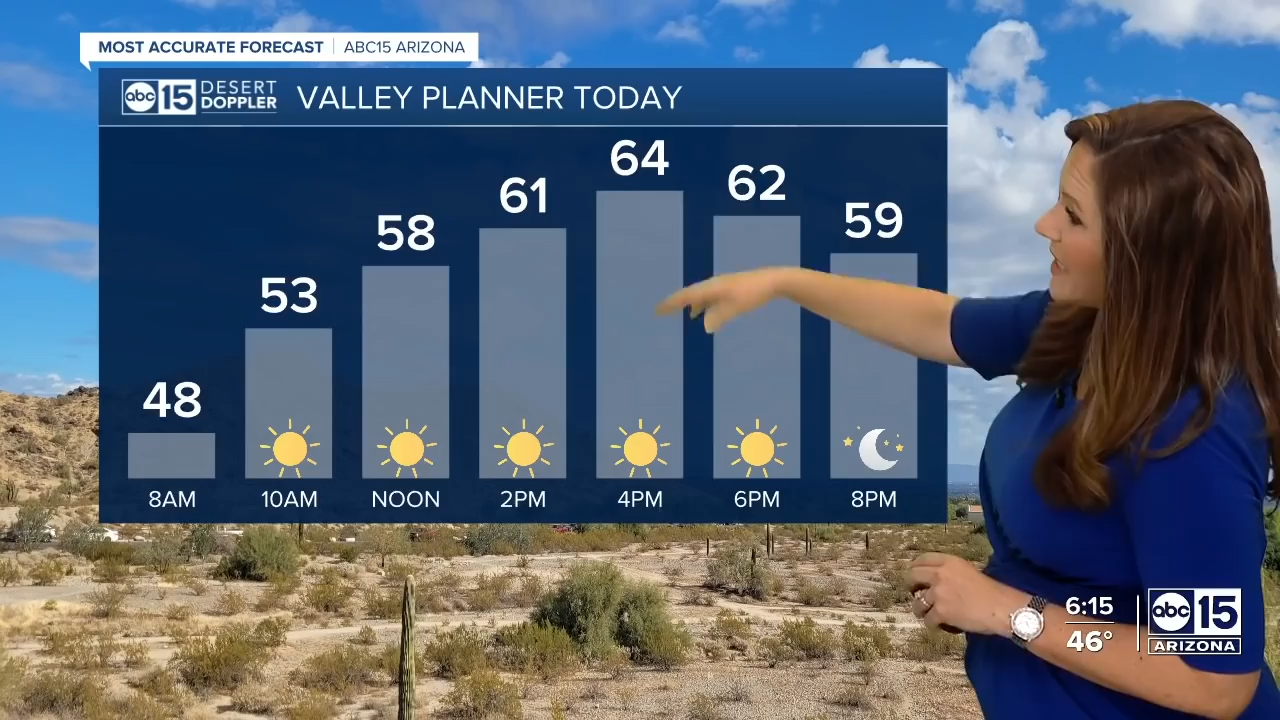 MOST ACCURATE FORECAST | ABC15 ARIZONA
abc 15 DESERT DOPPLER VALLEY PLANNER TODAY
48 53 58 61 64 62 59
8AM 10AM NOON 2PM 4PM 6PM 8PM
6:15
46°
abc 15
ARIZONA